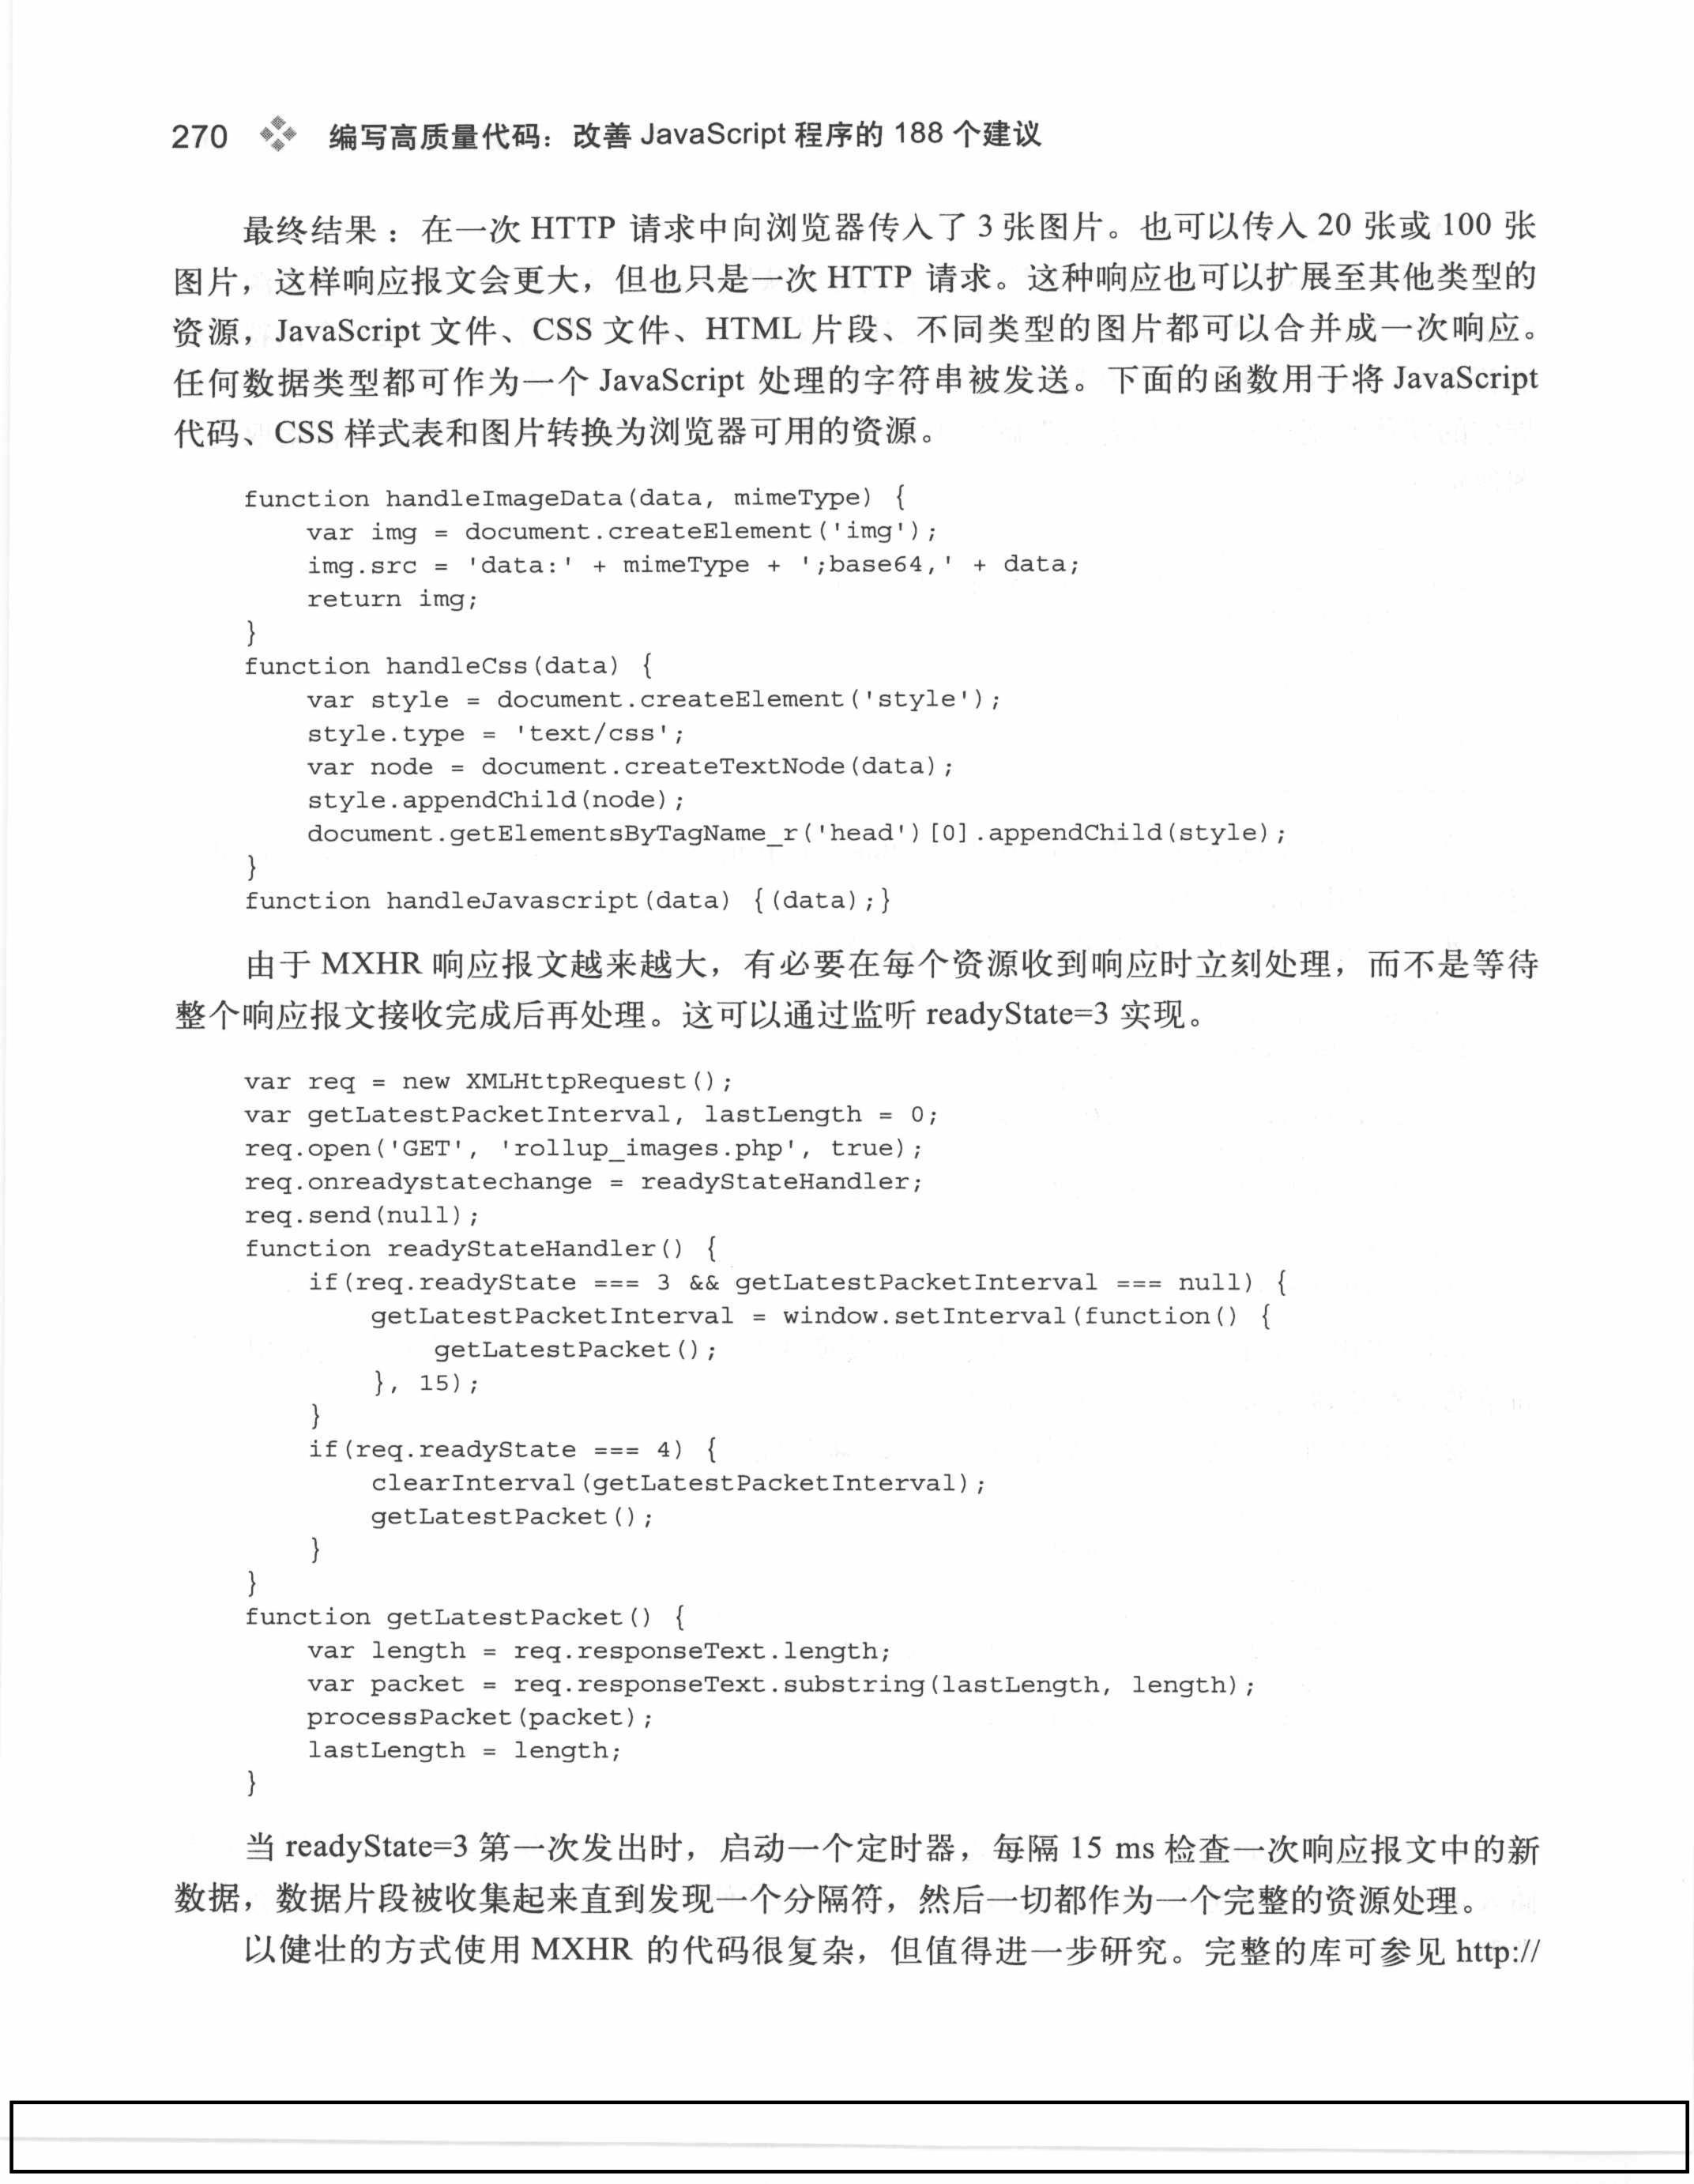 270 编写高质量代码：改善 JavaScript 程序的 188 个建议
最终结果：在一次 HTTP 请求中向浏览器传入了 3 张图片。也可以传入 20 张或 100 张
图片，这样响应报文会更大，但也只是一次 HTTP 请求。这种响应也可以扩展至其他类型的
资源，JavaScript 文件、CSS 文件、HTML 片段、不同类型的图片都可以合并成一次响应。
任何数据类型都可作为一个 JavaScript 处理的字符串被发送。下面的函数用于将 JavaScript
代码、CSS 样式表和图片转换为浏览器可用的资源。
function handleImageData(data, mimeType) {
    var img = document.createElement('img');
    img.src = 'data:' + mimeType + ';base64,' + data;
    return img;
}
function handleCss(data) {
    var style = document.createElement('style');
    style.type = 'text/css';
    var node = document.createTextNode(data);
    style.appendChild(node);
    document.getElementsByTagName_r('head')[0].appendChild(style);
}
function handleJavascript(data) {(data);}
由于 MXHR 响应报文越来越大，有必要在每个资源收到响应时立刻处理，而不是等待
整个响应报文接收完成后再处理。这可以通过监听 readyState=3 实现。
var req = new XMLHttpRequest();
var getLatestPacketInterval, lastLength = 0;
req.open('GET', 'rollup_images.php', true);
req.onreadystatechange = readyStateHandler;
req.send(null);
function readyStateHandler() {
    if(req.readyState === 3 && getLatestPacketInterval === null) {
        getLatestPacketInterval = window.setInterval(function() {
            getLatestPacket();
        }, 15);
    }
    if(req.readyState === 4) {
        clearInterval(getLatestPacketInterval);
        getLatestPacket();
    }
}
function getLatestPacket() {
    var length = req.responseText.length;
    var packet = req.responseText.substring(lastLength, length);
    processPacket(packet);
    lastLength = length;
}
当 readyState=3 第一次发出时，启动一个定时器，每隔 15 ms 检查一次响应报文中的新
数据，数据片段被收集起来直到发现一个分隔符，然后一切都作为一个完整的资源处理。
以健壮的方式使用 MXHR 的代码很复杂，但值得进一步研究。完整的库可参见 http://